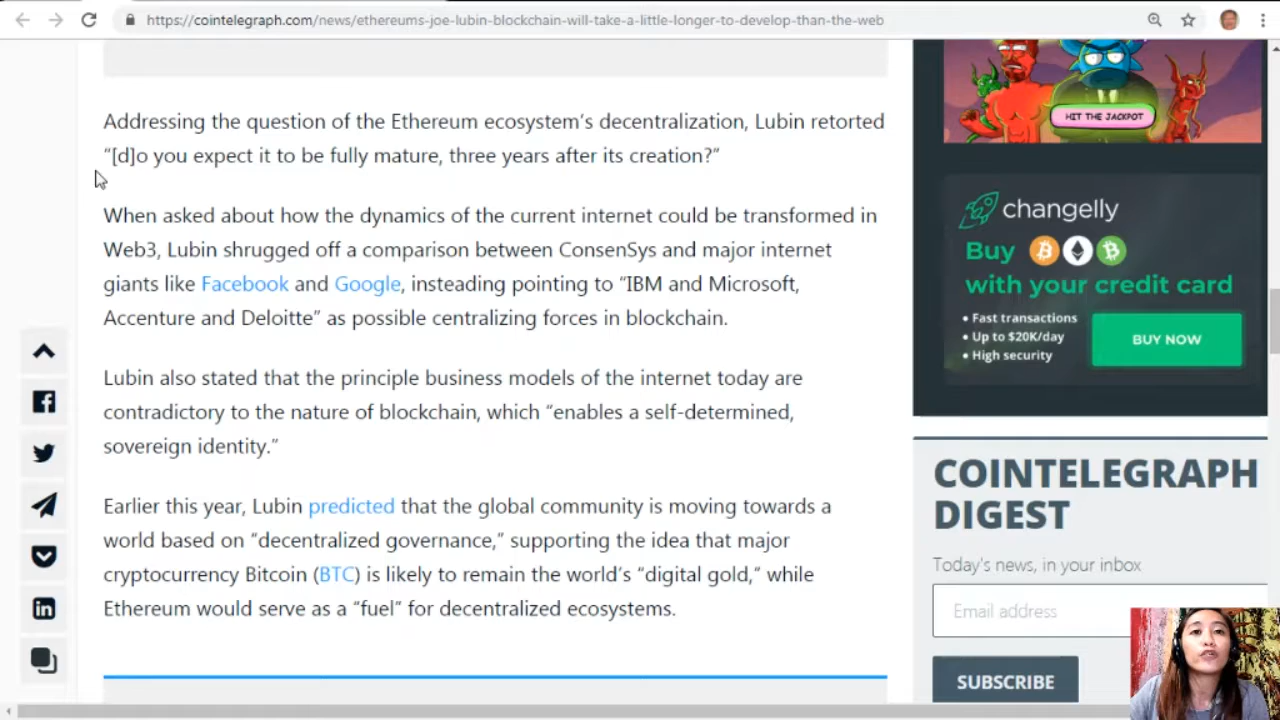 https://cointelegraph.com/news/ethereums-joe-lubin-blockchain-will-take-a-little-longer-to-develop-than-the-web
Addressing the question of the Ethereum ecosystem’s decentralization, Lubin retorted
“[d]o you expect it to be fully mature, three years after its creation?”
When asked about how the dynamics of the current internet could be transformed in
Web3, Lubin shrugged off a comparison between ConsenSys and major internet
giants like Facebook and Google, insteading pointing to “IBM and Microsoft,
Accenture and Deloitte” as possible centralizing forces in blockchain.
Lubin also stated that the principle business models of the internet today are
contradictory to the nature of blockchain, which “enables a self-determined,
sovereign identity.”
Earlier this year, Lubin predicted that the global community is moving towards a
world based on “decentralized governance,” supporting the idea that major
cryptocurrency Bitcoin (BTC) is likely to remain the world’s “digital gold,” while
Ethereum would serve as a “fuel” for decentralized ecosystems.
HIT THE JACKPOT
changelly
Buy
with your credit card
• Fast transactions
• Up to $20K/day
• High security
BUY NOW
COINTELEGRAPH
DIGEST
Today's news, in your inbox
Email address
SUBSCRIBE